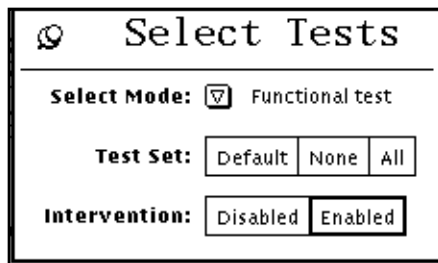 Select Tests
Select Mode: Functional test
Test Set: Default None All
Intervention: Disabled Enabled